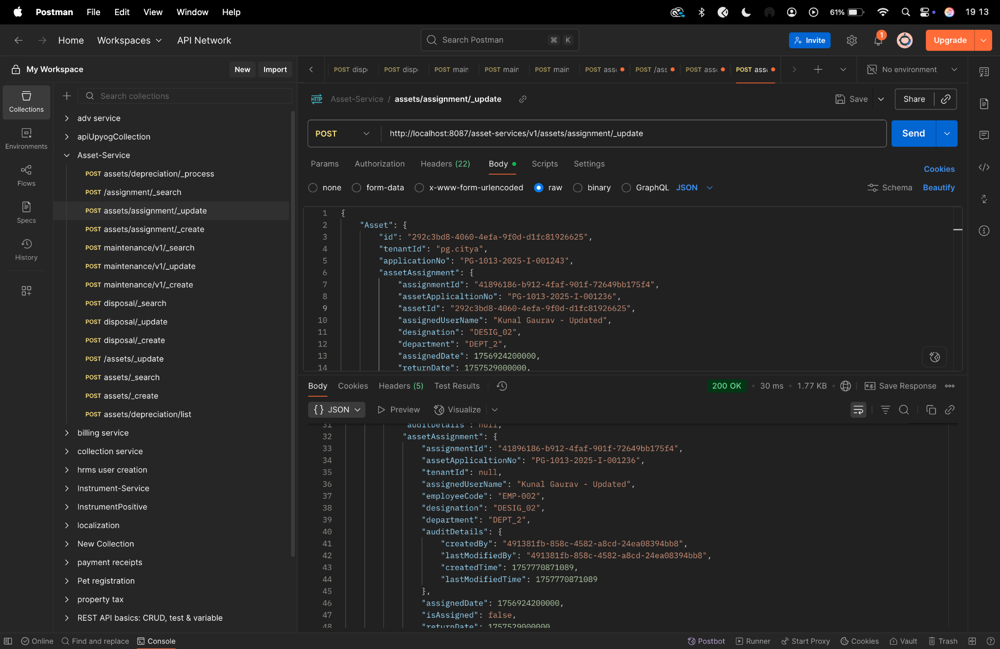 Postman File Edit View Window Help 61% 19 13
Home Workspaces API Network Search Postman ⌘ K Invite 1 Upgrade
My Workspace New Import POST disp POST disp POST main POST main POST main POST ass POST /ass POST ass POST ass No environment
Collections
Environments
Flows
Specs
History
Search collections
adv service
apiUpyogCollection
Asset-Service
POST assets/depreciation/_process
POST /assignment/_search
POST assets/assignment/_update
POST assets/assignment/_create
POST maintenance/v1/_search
POST maintenance/v1/_update
POST maintenance/v1/_create
POST disposal/_search
POST disposal/_update
POST disposal/_create
POST /assets/_update
POST assets/_search
POST assets/_create
POST assets/depreciation/list
billing service
collection service
hrms user creation
Instrument-Service
InstrumentPositive
localization
New Collection
payment receipts
Pet registration
property tax
REST API basics: CRUD, test & variable
HTTP Asset-Service / assets/assignment/_update Save Share
POST http://localhost:8087/asset-services/v1/assets/assignment/_update Send
Params Authorization Headers (22) Body Scripts Settings Cookies
none form-data x-www-form-urlencoded raw binary GraphQL JSON Schema Beautify
1 {
2 "Asset": {
3 "id": "292c3bd8-4060-4efa-9f0d-d1fc81926625",
4 "tenantId": "pg.citya",
5 "applicationNo": "PG-1013-2025-I-001243",
6 "assetAssignment": {
7 "assignmentId": "41896186-b912-4faf-901f-72649bb175f4",
8 "assetApplicaltionNo": "PG-1013-2025-I-001236",
9 "assetId": "292c3bd8-4060-4efa-9f0d-d1fc81926625",
10 "assignedUserName": "Kunal Gaurav - Updated",
11 "designation": "DESIG_02",
12 "department": "DEPT_2",
13 "assignedDate": 1756924200000,
14 "returnDate": 1757529000000,
Body Cookies Headers (5) Test Results 200 OK • 30 ms • 1.77 KB • e.g. Save Response
{} JSON Preview Visualize
31 "auditDetails": null,
32 "assetAssignment": {
33 "assignmentId": "41896186-b912-4faf-901f-72649bb175f4",
34 "assetApplicaltionNo": "PG-1013-2025-I-001236",
35 "tenantId": null,
36 "assignedUserName": "Kunal Gaurav - Updated",
37 "employeeCode": "EMP-002",
38 "designation": "DESIG_02",
39 "department": "DEPT_2",
40 "auditDetails": {
41 "createdBy": "491381fb-858c-4582-a8cd-24ea08394bb8",
42 "lastModifiedBy": "491381fb-858c-4582-a8cd-24ea08394bb8",
43 "createdTime": 1757770871089,
44 "lastModifiedTime": 1757770871089
45 },
46 "assignedDate": 1756924200000,
47 "isAssigned": false,
48 "returnDate": 1757529000000
Online Find and replace Console Postbot Runner Start Proxy Cookies Vault Trash